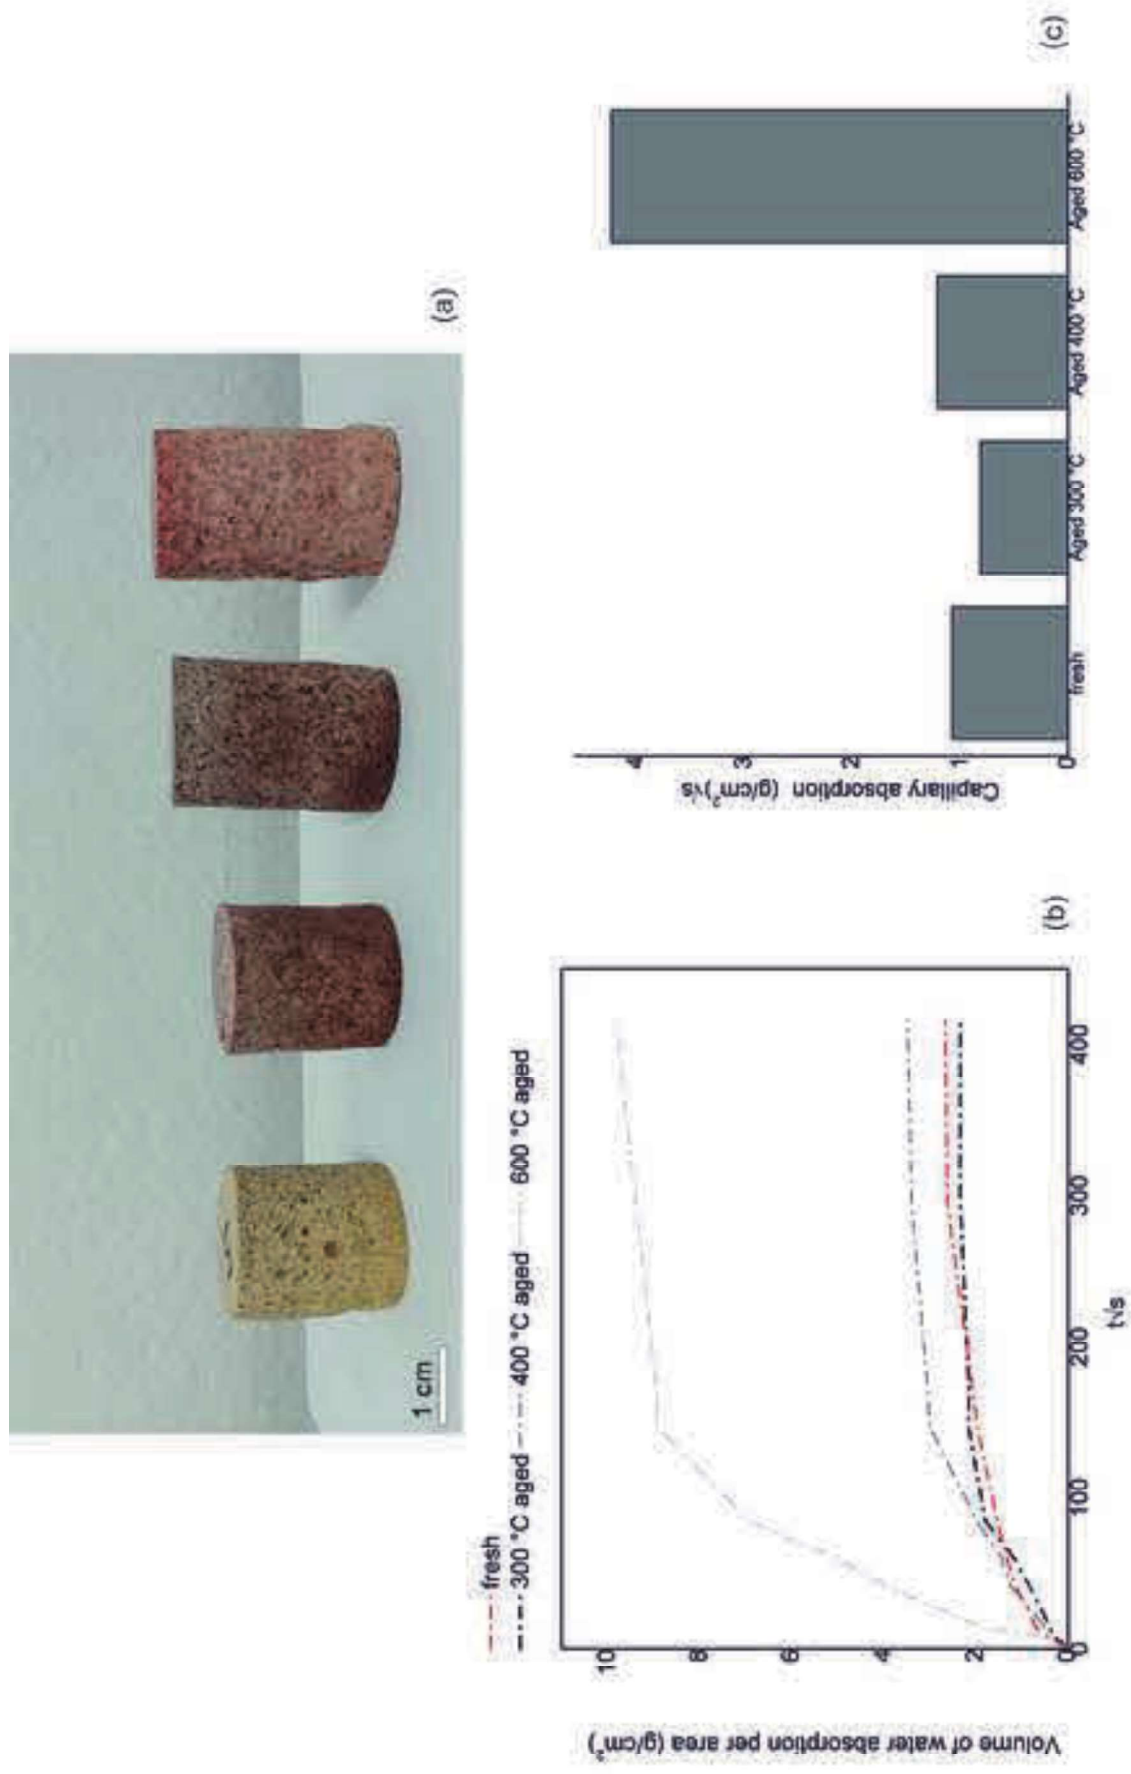 1 cm
(a)
fresh
300 °C aged 400 °C aged 600 °C aged
Volume of water absorption per area (g/cm²)
10
8
6
4
2
0
0 100 200 300 400
t√s
(b)
Capillary absorption (g/cm²)√s
4
3
2
1
0
fresh Aged 300 °C Aged 400 °C Aged 600 °C
(c)